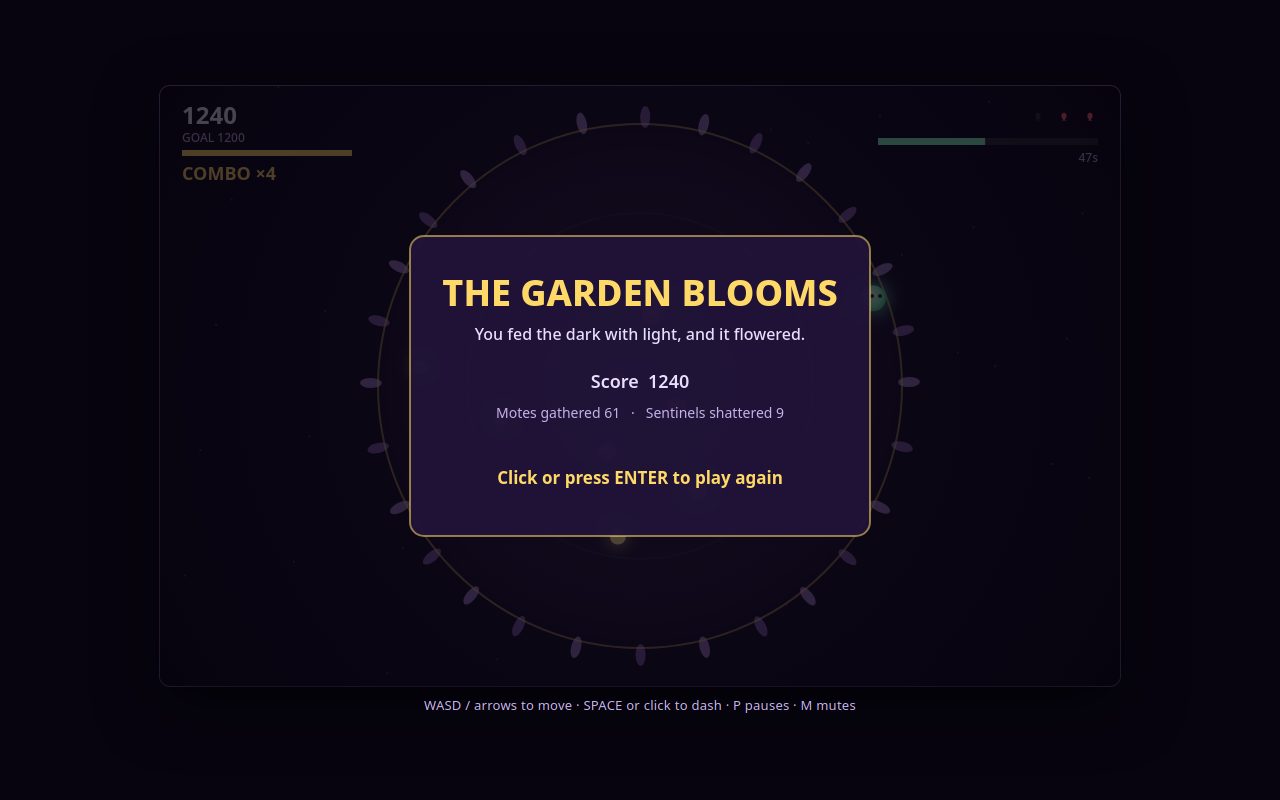 1240
GOAL 1200
COMBO ×4
47s
THE GARDEN BLOOMS
You fed the dark with light, and it flowered.
Score 1240
Motes gathered 61 · Sentinels shattered 9
Click or press ENTER to play again
WASD / arrows to move · SPACE or click to dash · P pauses · M mutes